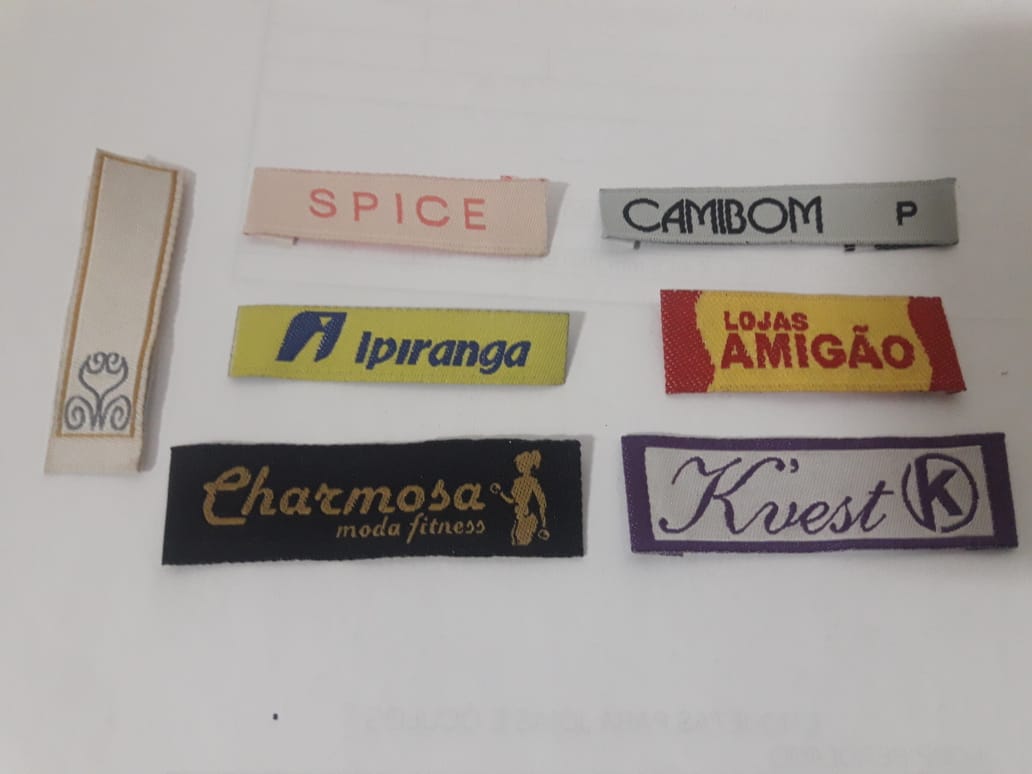 SPICE
CAMIBOM P
Ipiranga
LOJAS
AMIGÃO
Charmosa
moda fitness
K'vest K